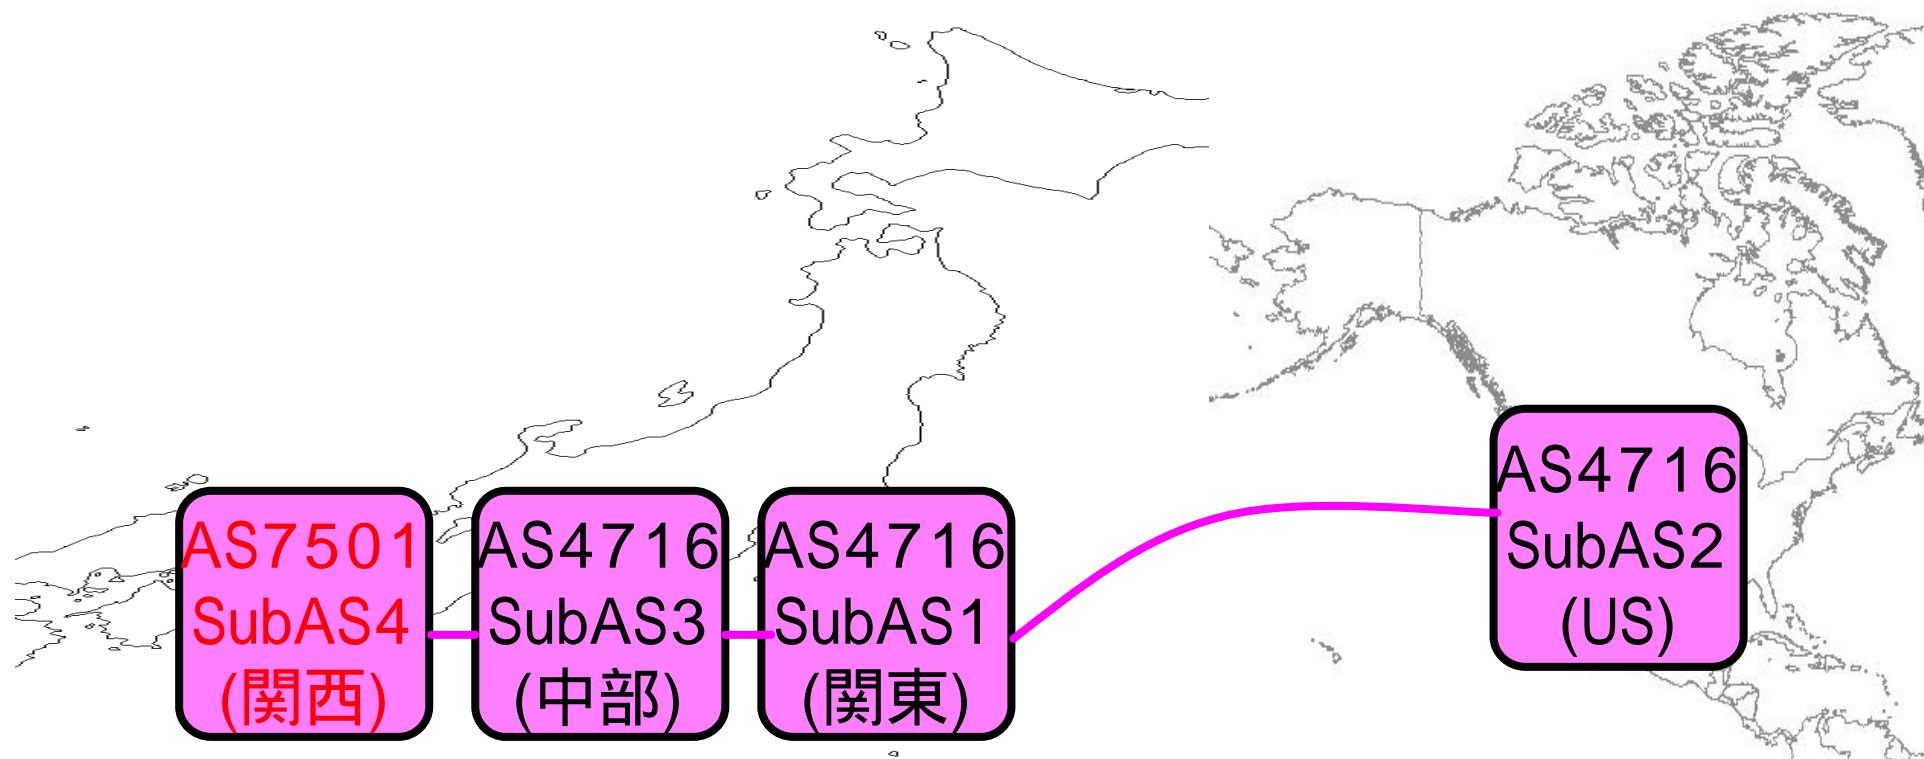 AS7501
SubAS4
(関西)
AS4716
SubAS3
(中部)
AS4716
SubAS1
(関東)
AS4716
SubAS2
(US)